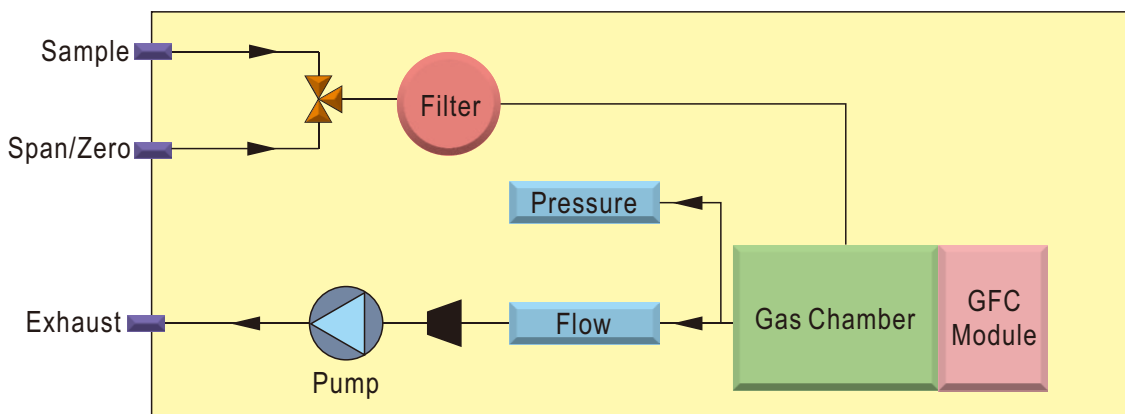 Sample
Filter
Span/Zero
Pressure
Exhaust
Flow
Gas Chamber
GFC
Module
Pump